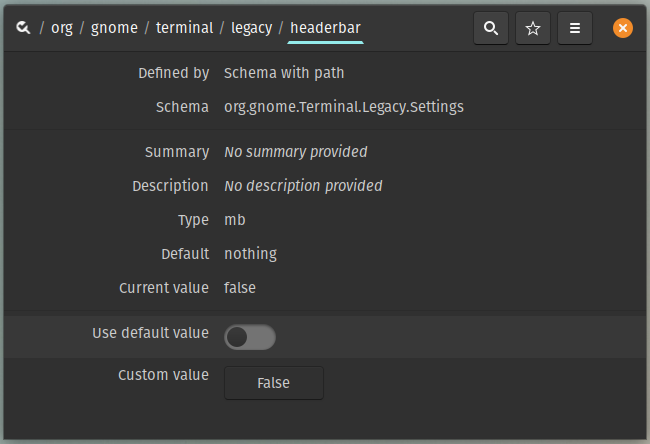 / org / gnome / terminal / legacy / headerbar
Defined by Schema with path
Schema org.gnome.Terminal.Legacy.Settings
Summary No summary provided
Description No description provided
Type mb
Default nothing
Current value false
Use default value
Custom value False